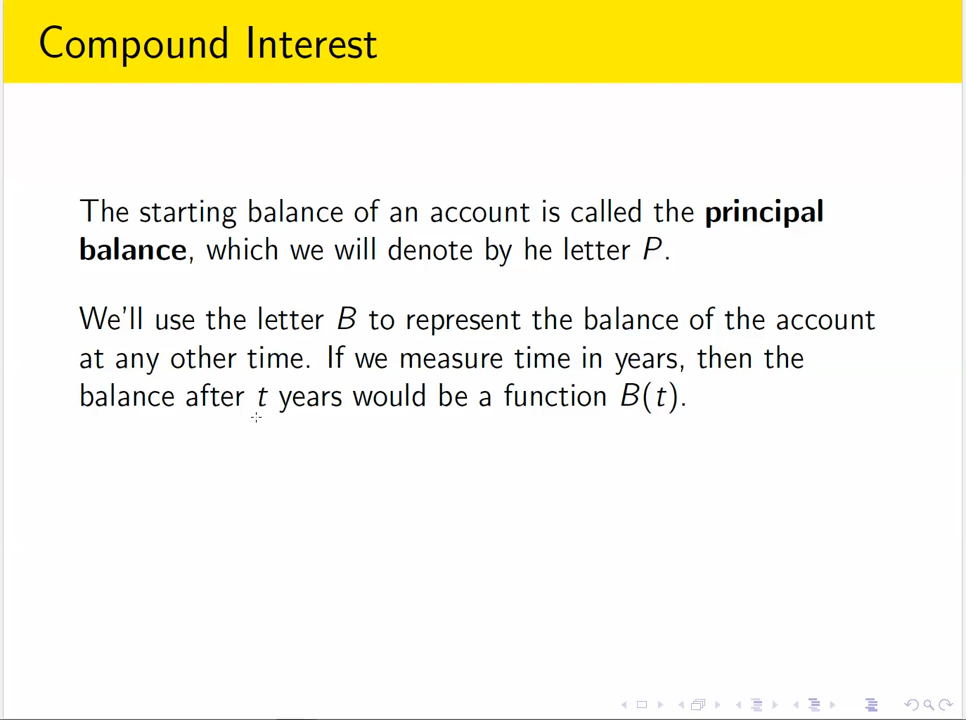 Compound Interest
The starting balance of an account is called the principal
balance, which we will denote by he letter P.
We'll use the letter B to represent the balance of the account
at any other time. If we measure time in years, then the
balance after t years would be a function B(t).